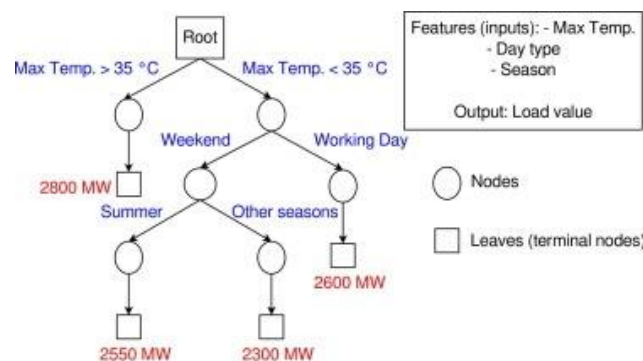 Root
Features (inputs): - Max Temp.
- Day type
- Season
Output: Load value
Max Temp. > 35 °C
Max Temp. < 35 °C
Weekend
Working Day
2800 MW
Nodes
Summer
Other seasons
Leaves (terminal nodes)
2600 MW
2550 MW
2300 MW